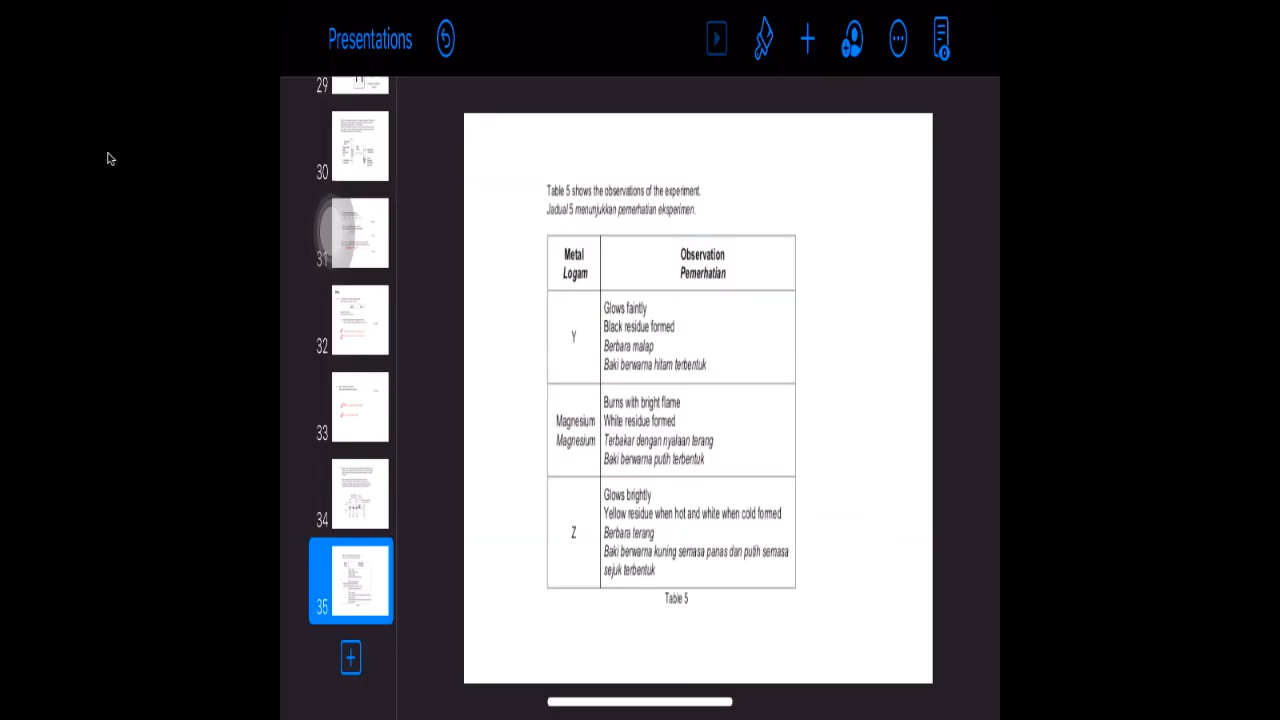 Presentations
29
30
31
32
33
34
35
Table 5 shows the observations of the experiment.
Jadual 5 menunjukkan pemerhatian eksperimen.
Metal
Logam
Observation
Pemerhatian
Y
Glows faintly
Black residue formed
Berbara malap
Baki berwarna hitam terbentuk
Magnesium
Magnesium
Burns with bright flame
White residue formed
Terbakar dengan nyalaan terang
Baki berwarna putih terbentuk
Z
Glows brightly
Yellow residue when hot and white when cold formed
Berbara terang
Baki berwarna kuning semasa panas dan putih semasa
sejuk terbentuk
Table 5